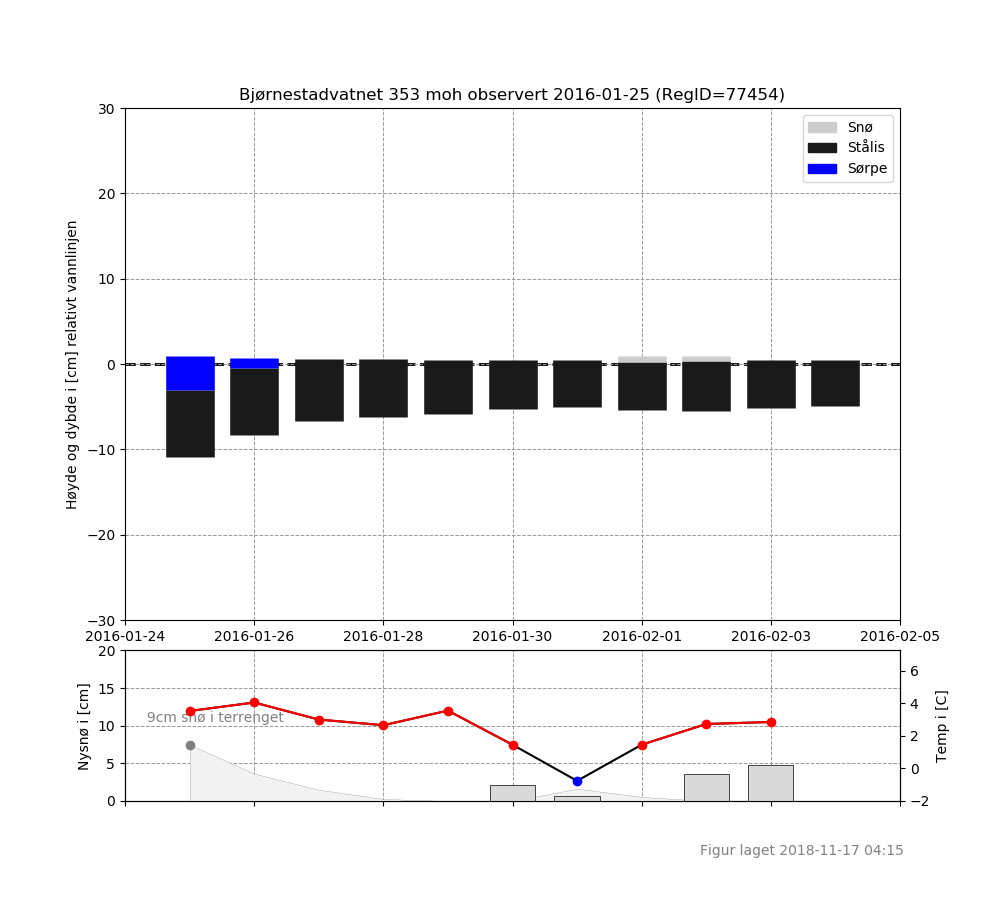 Bjørnestadvatnet 353 moh observert 2016-01-25 (RegID=77454)
Høyde og dybde i [cm] relativt vannlinjen
30
20
10
0
−10
−20
−30
Snø
Stålis
Sørpe
2016-01-24 2016-01-26 2016-01-28 2016-01-30 2016-02-01 2016-02-03 2016-02-05
Nysnø i [cm]
20
15
10
5
0
9cm snø i terrenget
6
4
2
0
−2
Temp i [C]
Figur laget 2018-11-17 04:15